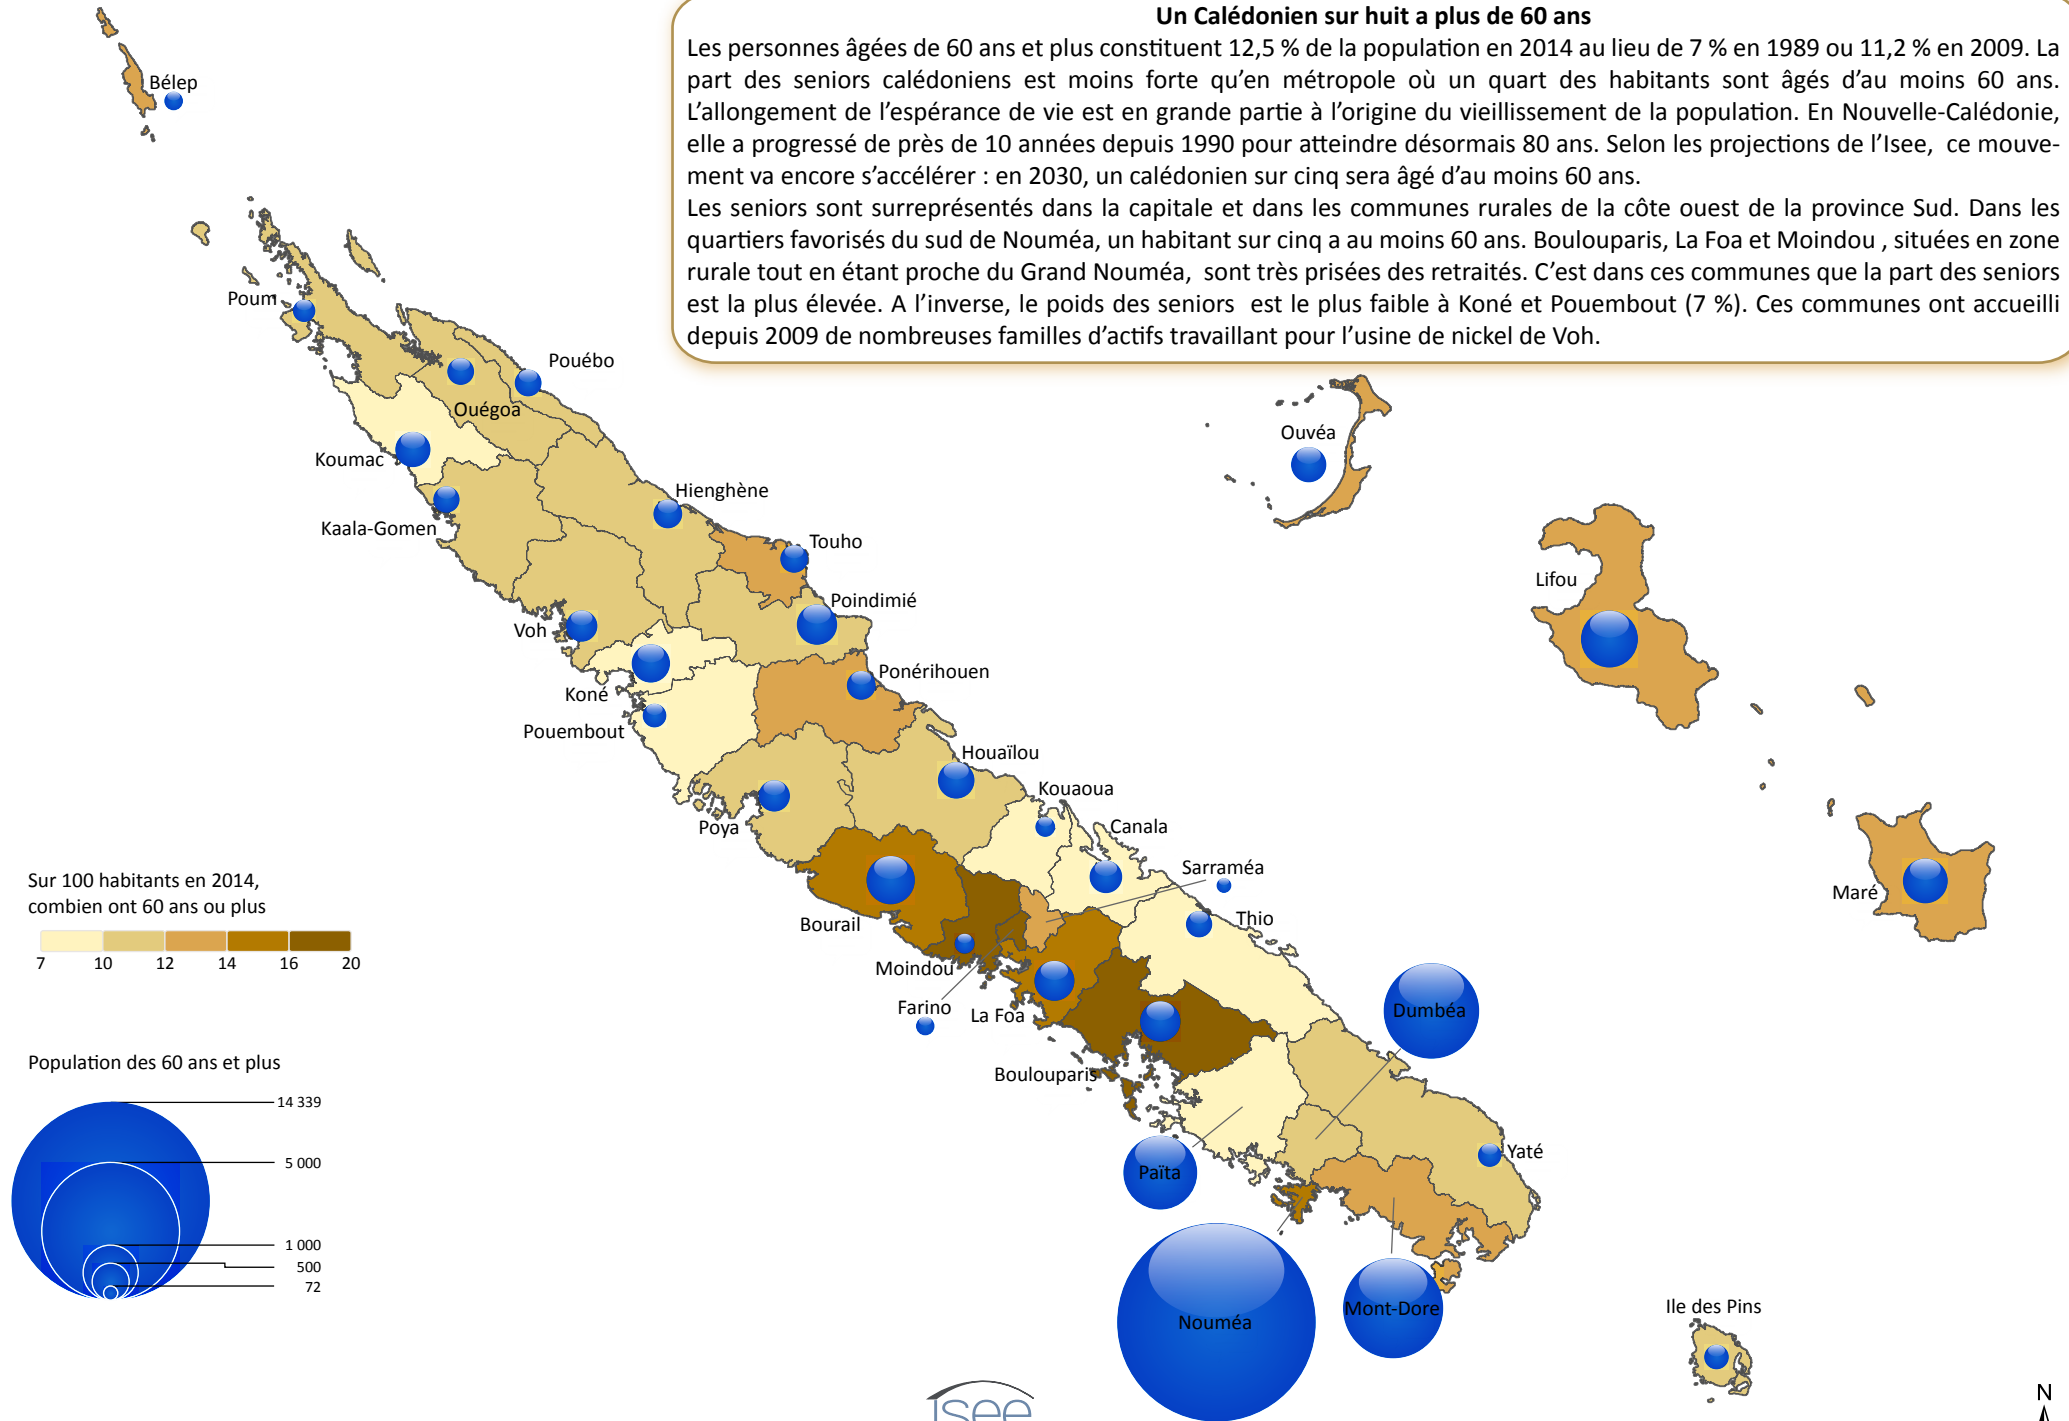 Un Calédonien sur huit a plus de 60 ans
Les personnes âgées de 60 ans et plus constituent 12,5 % de la population en 2014 au lieu de 7 % en 1989 ou 11,2 % en 2009. La
part des seniors calédoniens est moins forte qu’en métropole où un quart des habitants sont âgés d’au moins 60 ans.
L’allongement de l’espérance de vie est en grande partie à l’origine du vieillissement de la population. En Nouvelle-Calédonie,
elle a progressé de près de 10 années depuis 1990 pour atteindre désormais 80 ans. Selon les projections de l’Isee, ce mouve-
ment va encore s’accélérer : en 2030, un calédonien sur cinq sera âgé d’au moins 60 ans.
Les seniors sont surreprésentés dans la capitale et dans les communes rurales de la côte ouest de la province Sud. Dans les
quartiers favorisés du sud de Nouméa, un habitant sur cinq a au moins 60 ans. Boulouparis, La Foa et Moindou , situées en zone
rurale tout en étant proche du Grand Nouméa, sont très prisées des retraités. C’est dans ces communes que la part des seniors
est la plus élevée. A l’inverse, le poids des seniors est le plus faible à Koné et Pouembout (7 %). Ces communes ont accueilli
depuis 2009 de nombreuses familles d’actifs travaillant pour l’usine de nickel de Voh.
Bélep
Poum
Pouébo
Ouégoa
Koumac
Ouvéa
Hienghène
Kaala-Gomen
Touho
Lifou
Poindimié
Voh
Ponérihouen
Koné
Pouembout
Houaïlou
Kouaoua
Poya
Canala
Sarraméa
Maré
Bourail
Thio
Moindou
Farino
La Foa
Dumbéa
Boulouparis
Yaté
Païta
Ile des Pins
Mont-Dore
Nouméa
Sur 100 habitants en 2014,
combien ont 60 ans ou plus
7 10 12 14 16 20
Population des 60 ans et plus
14 339
5 000
1 000
500
72
isee
N